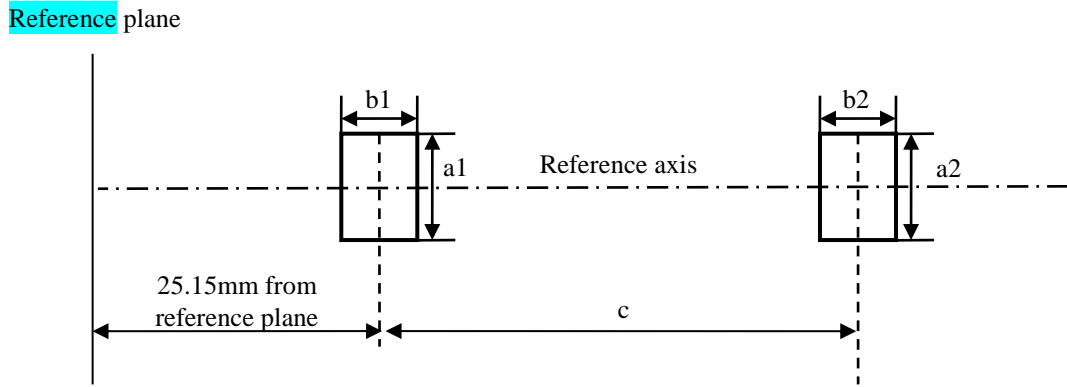 Reference plane
b1
b2
a1
Reference axis
a2
25.15mm from
reference plane
c